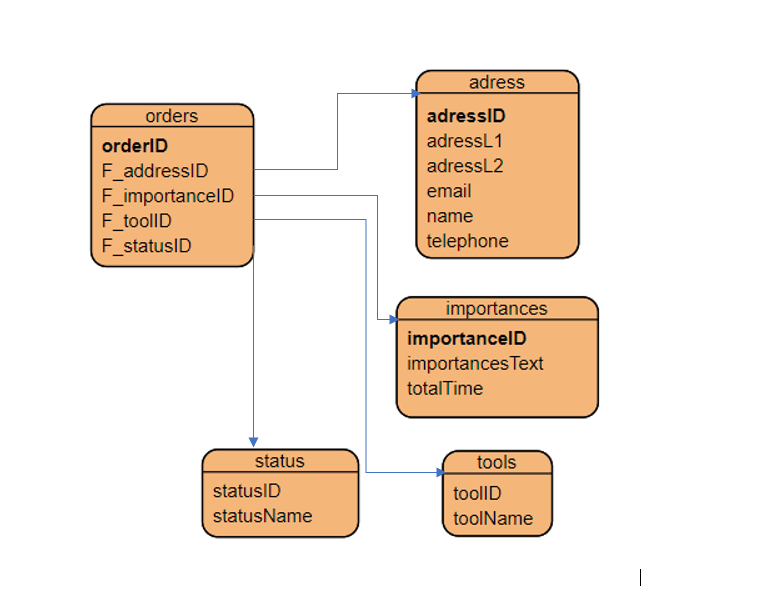 orders
orderID
F_addressID
F_importanceID
F_toolID
F_statusID
adress
adressID
adressL1
adressL2
email
name
telephone
importances
importanceID
importancesText
totalTime
status
statusID
statusName
tools
toolID
toolName